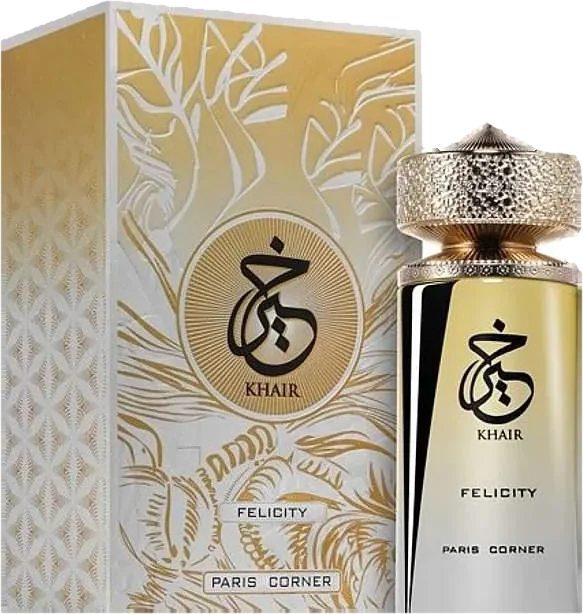 خير
KHAIR
FELICITY
PARIS CORNER
خير
KHAIR
FELICITY
PARIS CORNER